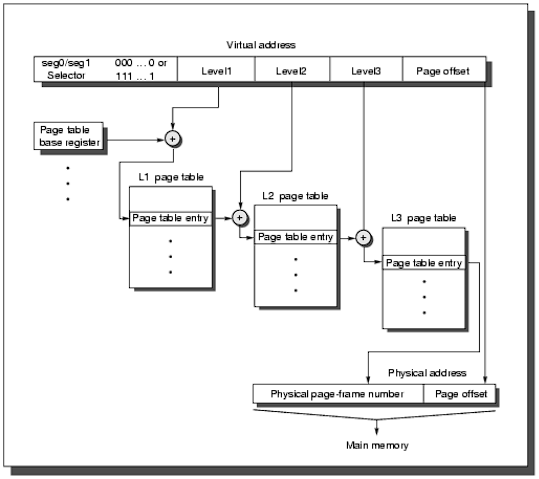 Virtual address
seg0/seg1 000 ... 0 or Level1 Level2 Level3 Page offset
Selector 111 ... 1
Page table
base register
L1 page table
L2 page table
L3 page table
Page table entry
Page table entry
Page table entry
Physical address
Physical page-frame number Page offset
Main memory